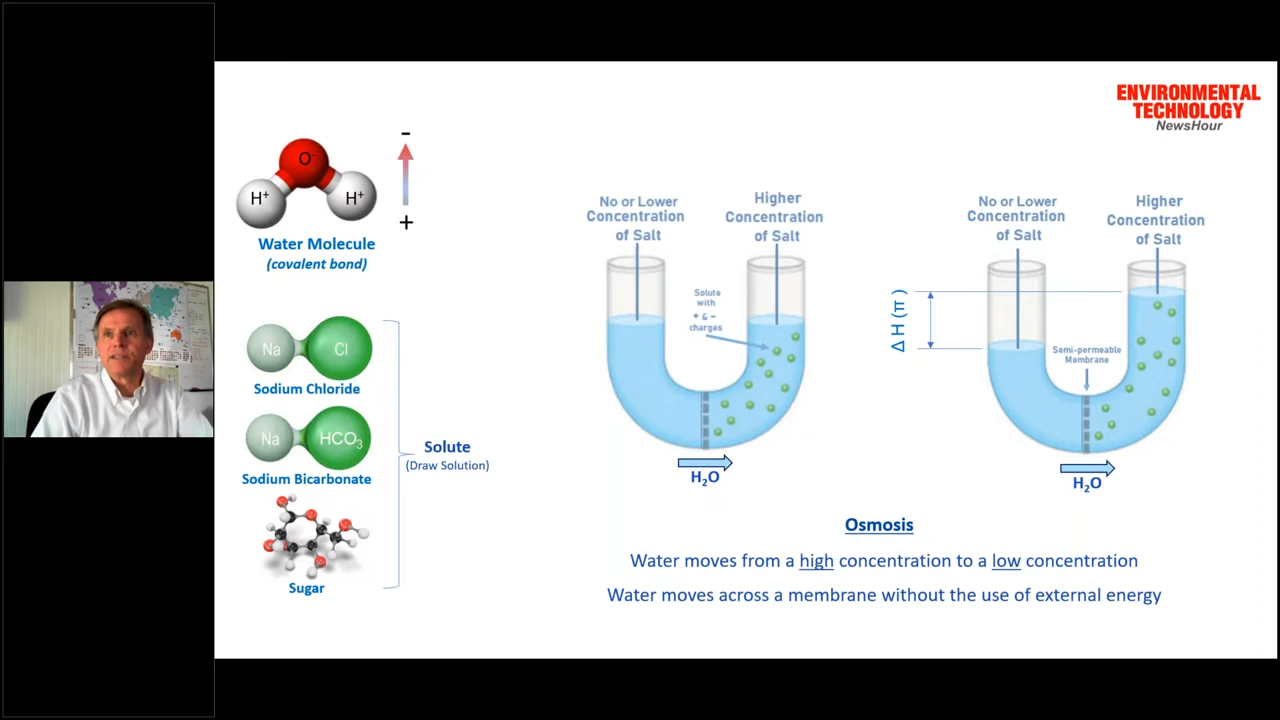 ENVIRONMENTAL
TECHNOLOGY
NewsHour
O-
H+
H+
-
+
Water Molecule
(covalent bond)
Na
Cl
Sodium Chloride
Na
HCO3
Sodium Bicarbonate
Sugar
Solute
(Draw Solution)
No or Lower
Concentration
of Salt
Higher
Concentration
of Salt
Solute
with
+ & -
charges
H2O
No or Lower
Concentration
of Salt
Higher
Concentration
of Salt
Δ H (π)
Semi-permeable
Membrane
H2O
Osmosis
Water moves from a high concentration to a low concentration
Water moves across a membrane without the use of external energy